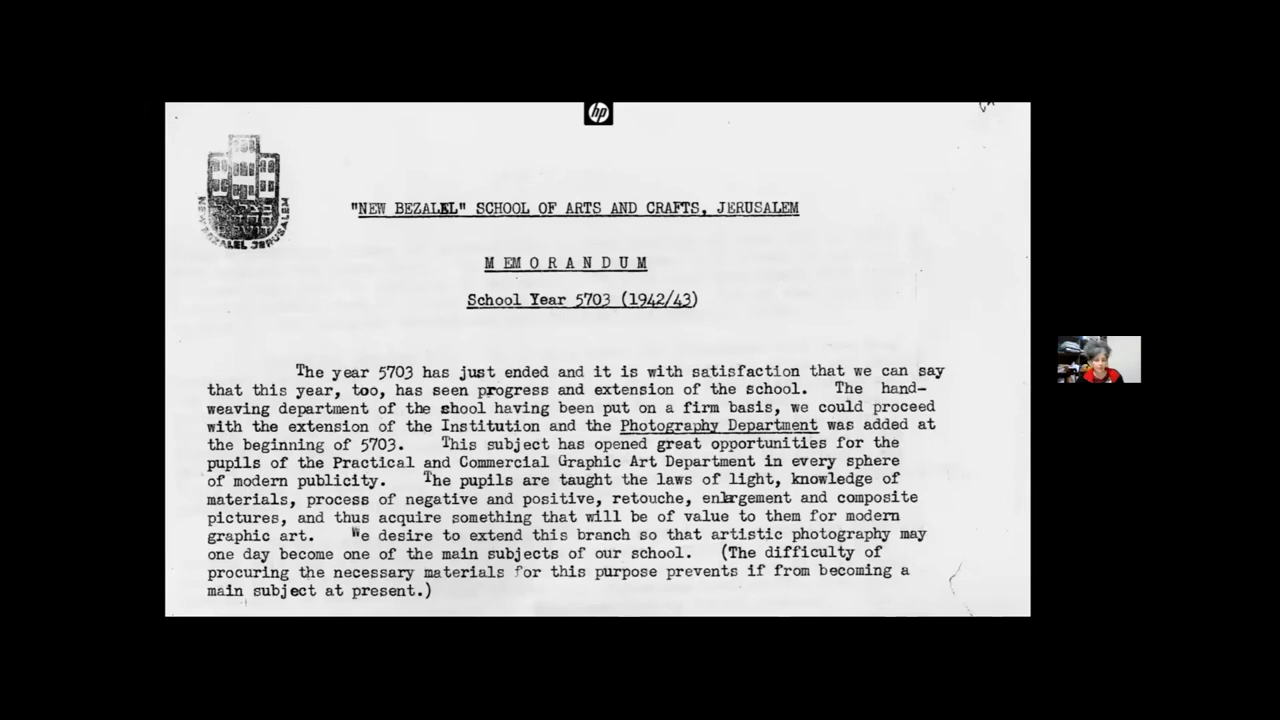 hp
"NEW BEZALEL" SCHOOL OF ARTS AND CRAFTS, JERUSALEM
NEW BEZALEL JERUSALEM
MEMORANDUM
School Year 5703 (1942/43)
The year 5703 has just ended and it is with satisfaction that we can say
that this year, too, has seen progress and extension of the school. The hand-
weaving department of the shool having been put on a firm basis, we could proceed
with the extension of the Institution and the Photography Department was added at
the beginning of 5703. This subject has opened great opportunities for the
pupils of the Practical and Commercial Graphic Art Department in every sphere
of modern publicity. The pupils are taught the laws of light, knowledge of
materials, process of negative and positive, retouche, enlargement and composite
pictures, and thus acquire something that will be of value to them for modern
graphic art. We desire to extend this branch so that artistic photography may
one day become one of the main subjects of our school. (The difficulty of
procuring the necessary materials for this purpose prevents if from becoming a
main subject at present.)